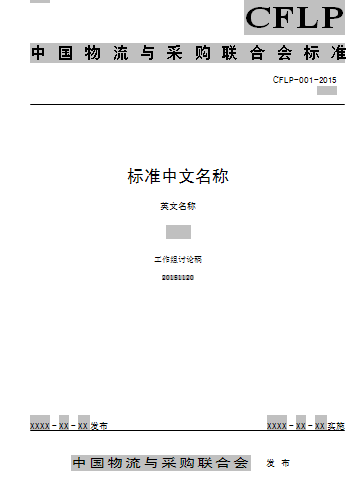 CFLP
中国物流与采购联合会标准
CFLP-001-2015
标准中文名称
英文名称
工作组讨论稿
20151120
XXXX-XX-XX发布
XXXX-XX-XX实施
中国物流与采购联合会 发布